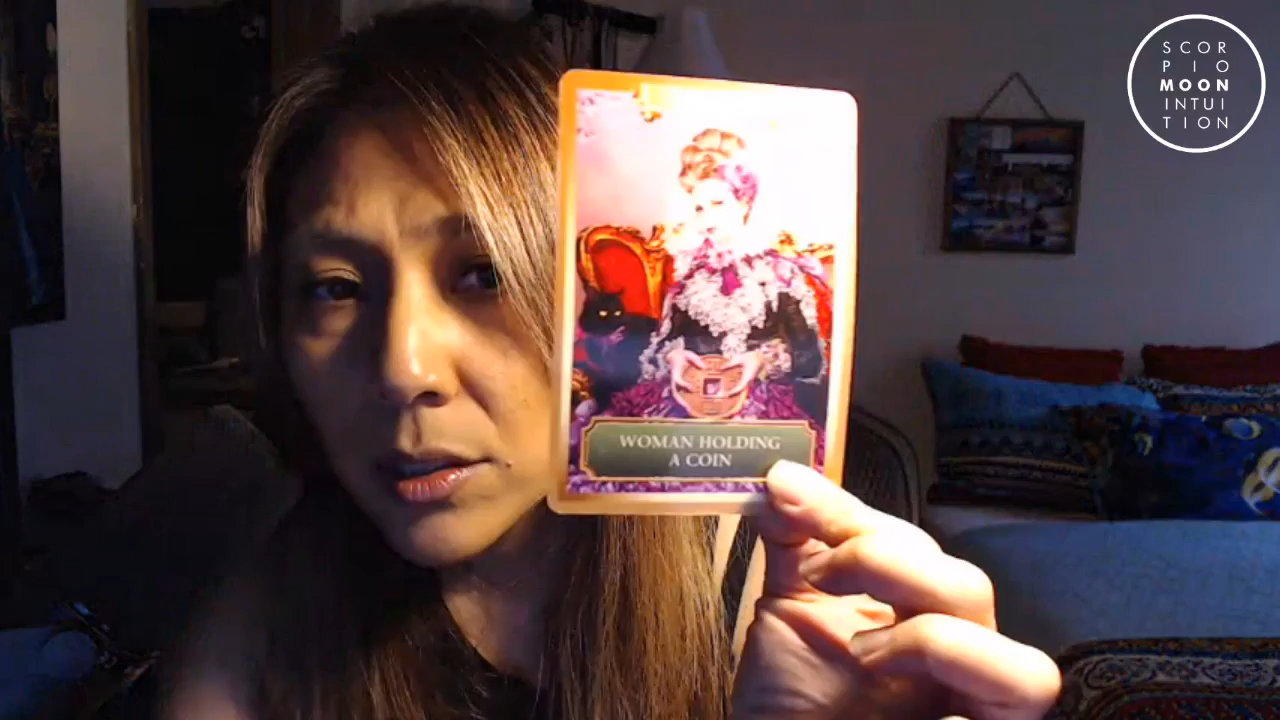 SCOR
PIO
MOON
INTUI
TION
WOMAN HOLDING
A COIN